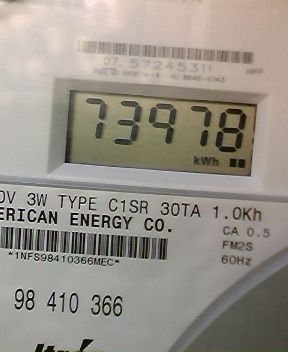 07 57245311
73978
kWh
0V 3W TYPE C1SR 30TA 1.0Kh
ERICAN ENERGY CO.
CA 0.5
FM2S
*1NFS98410366MEC*
60Hz
98 410 366